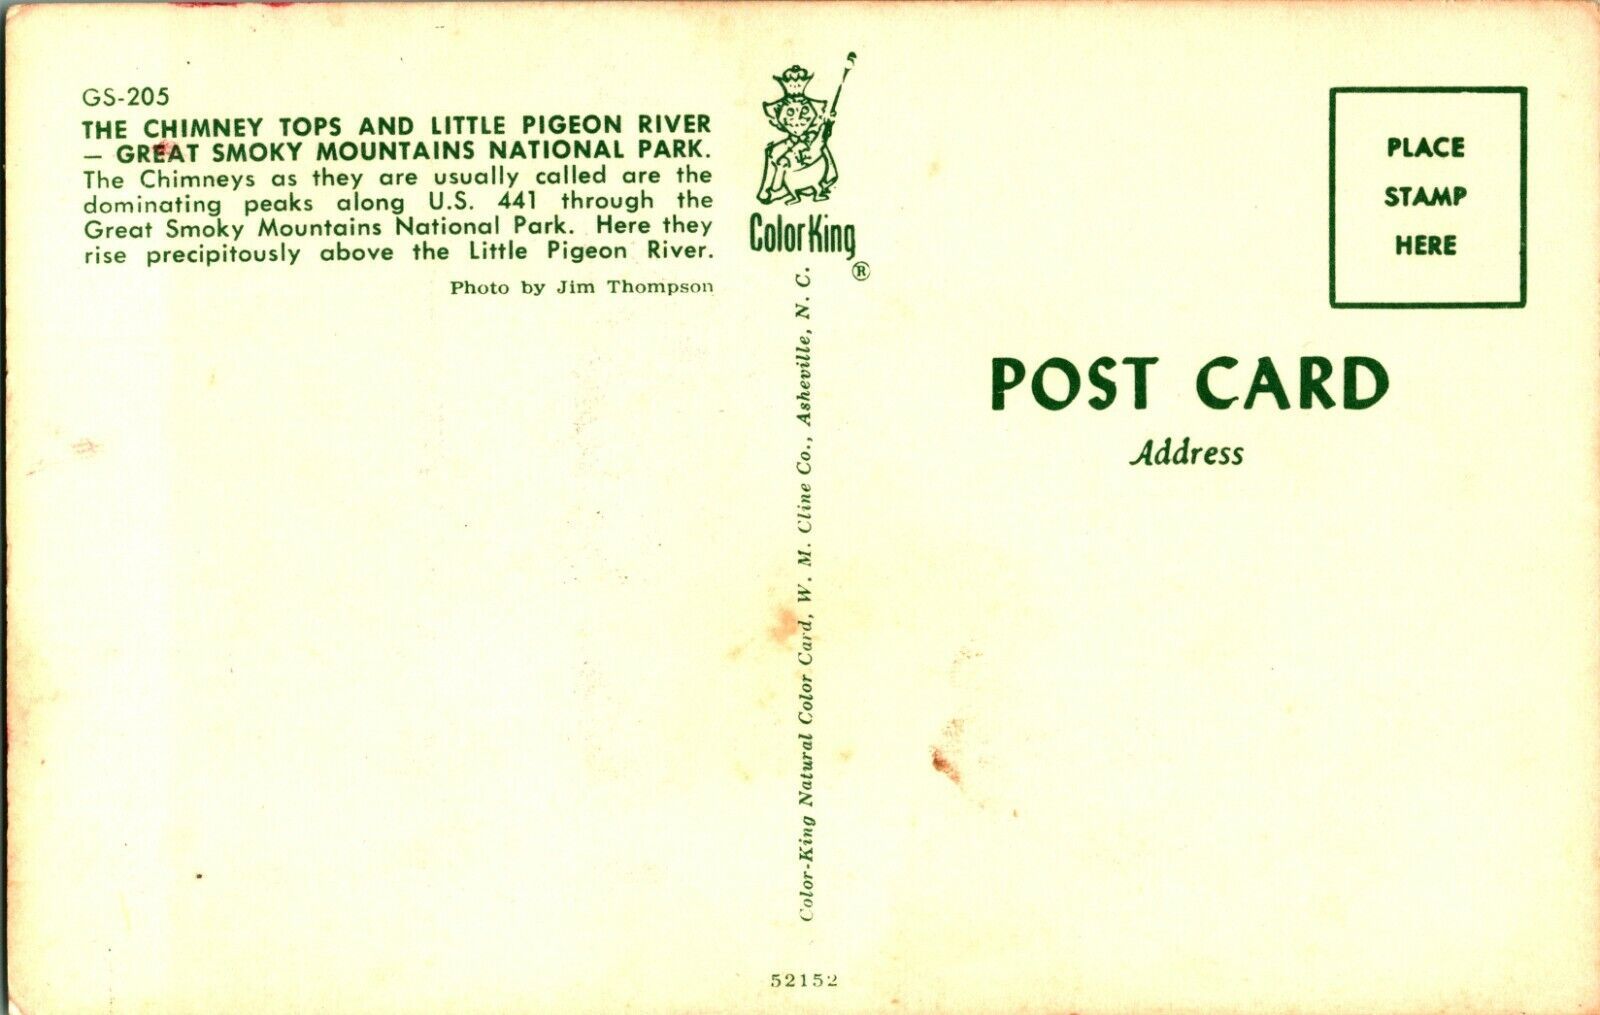 GS-205
THE CHIMNEY TOPS AND LITTLE PIGEON RIVER
— GREAT SMOKY MOUNTAINS NATIONAL PARK.
The Chimneys as they are usually called are the
dominating peaks along U.S. 441 through the
Great Smoky Mountains National Park. Here they
rise precipitously above the Little Pigeon River.
Photo by Jim Thompson
ColorKing
®
Color-King Natural Color Card, W. M. Cline Co., Asheville, N. C.
52152
PLACE
STAMP
HERE
POST CARD
Address